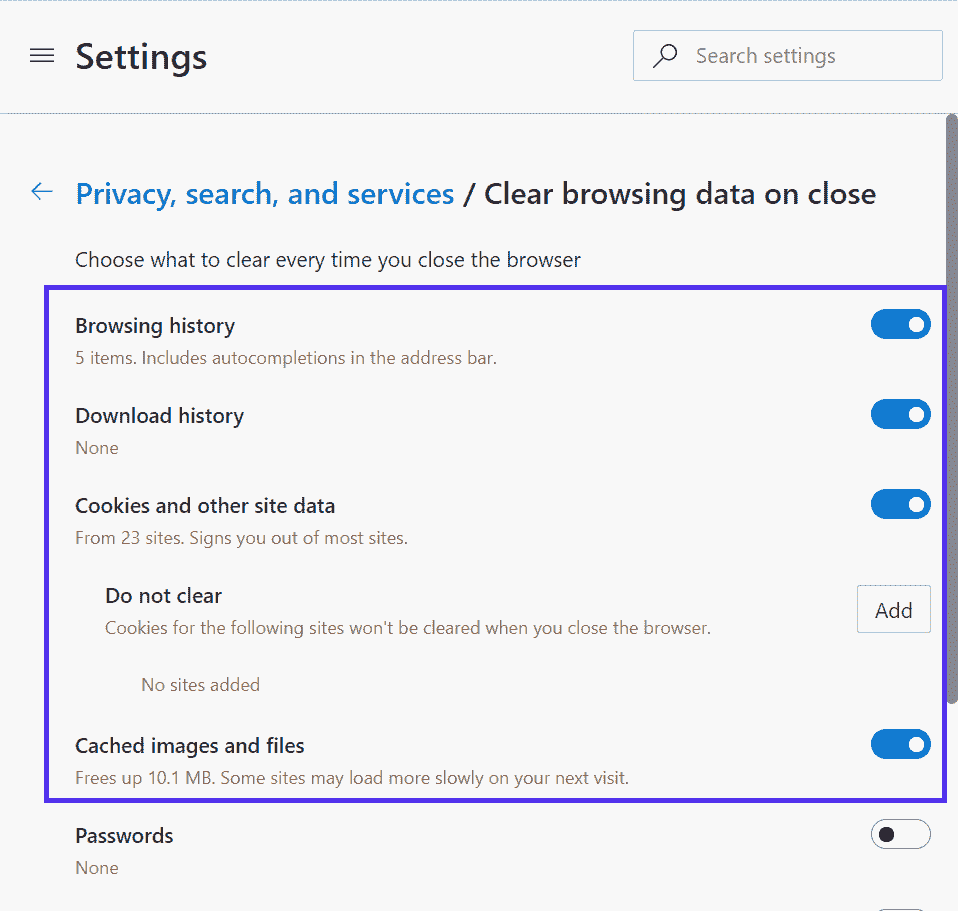 Settings
Search settings
Privacy, search, and services / Clear browsing data on close
Choose what to clear every time you close the browser
Browsing history
5 items. Includes autocompletions in the address bar.
Download history
None
Cookies and other site data
From 23 sites. Signs you out of most sites.
Do not clear
Add
Cookies for the following sites won't be cleared when you close the browser.
No sites added
Cached images and files
Frees up 10.1 MB. Some sites may load more slowly on your next visit.
Passwords
None